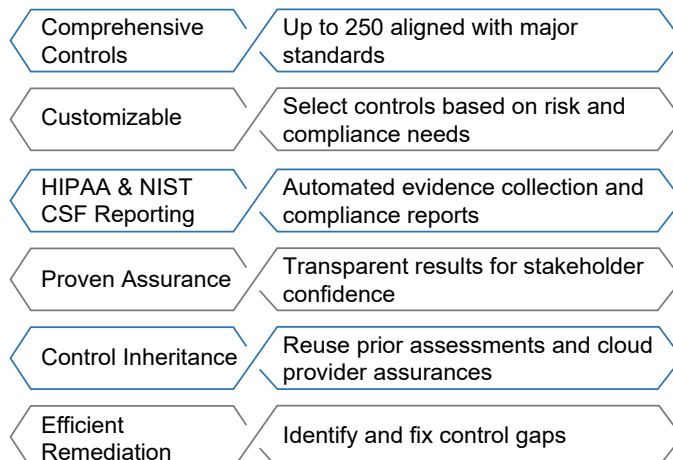 Comprehensive
Controls
Up to 250 aligned with major
standards
Customizable
Select controls based on risk and
compliance needs
HIPAA & NIST
CSF Reporting
Automated evidence collection and
compliance reports
Proven Assurance
Transparent results for stakeholder
confidence
Control Inheritance
Reuse prior assessments and cloud
provider assurances
Efficient
Remediation
Identify and fix control gaps